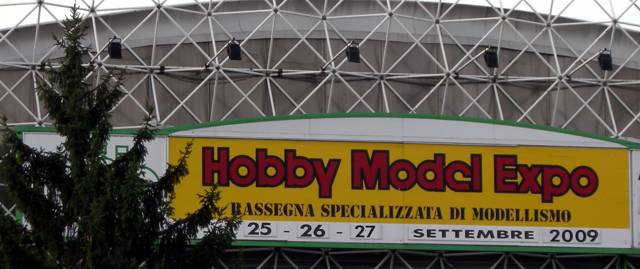 Hobby Model Expo
RASSEGNA SPECIALIZZATA DI MODELLISMO
25 - 26 - 27 SETTEMBRE 2009